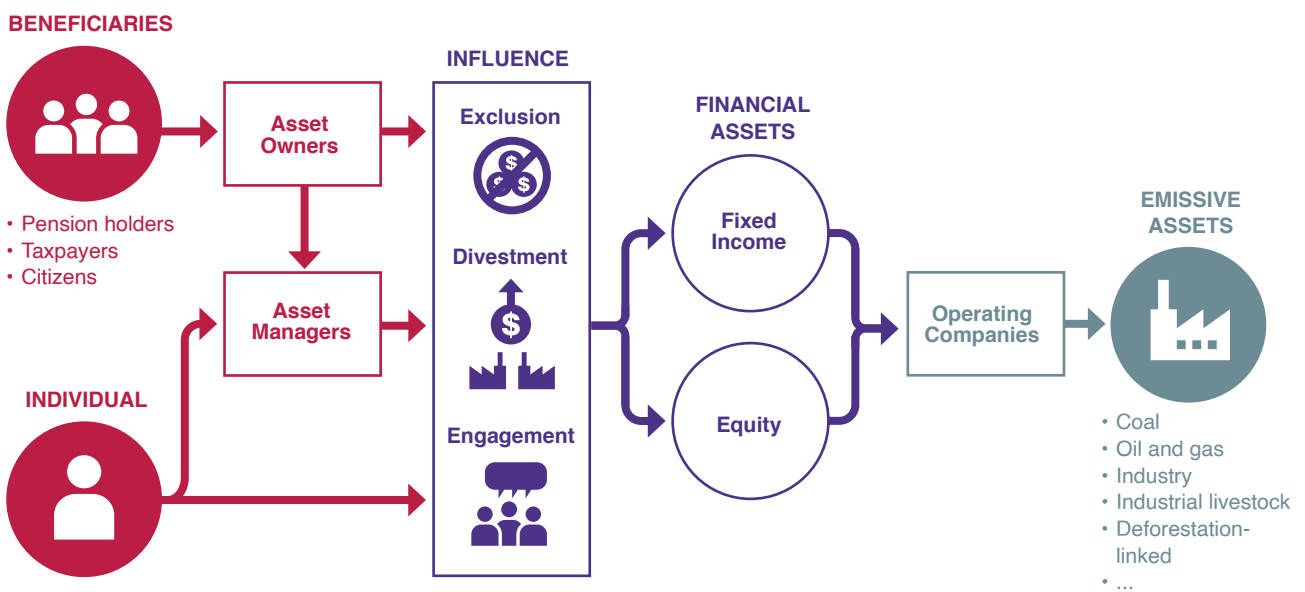 BENEFICIARIES
• Pension holders
• Taxpayers
• Citizens
INDIVIDUAL
Asset
Owners
Asset
Managers
INFLUENCE
Exclusion
$
$ $
Divestment
$
Engagement
FINANCIAL
ASSETS
Fixed
Income
Equity
Operating
Companies
EMISSIVE
ASSETS
• Coal
• Oil and gas
• Industry
• Industrial livestock
• Deforestation-
linked
• ...